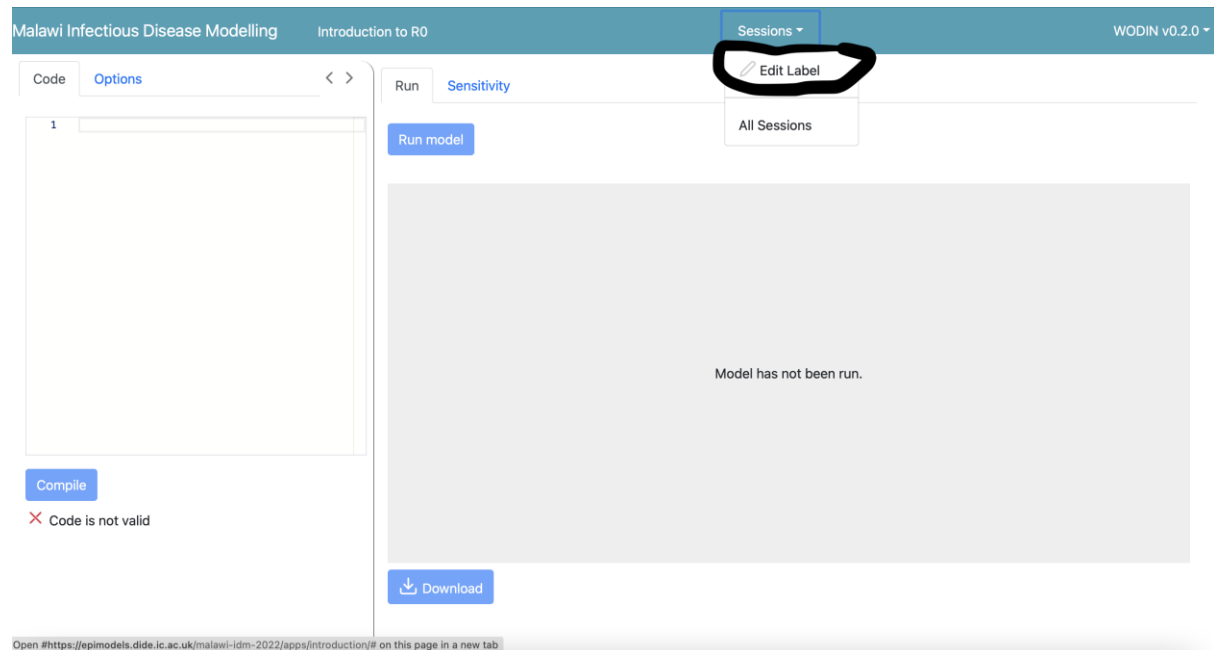 Malawi Infectious Disease Modelling Introduction to R0 Sessions WODIN v0.2.0
Code Options < >
Run Sensitivity
Edit Label
All Sessions
1
Run model
Model has not been run.
Compile
Code is not valid
Download
Open #https://epimodels.dide.ic.ac.uk/malawi-idm-2022/apps/introduction/# on this page in a new tab